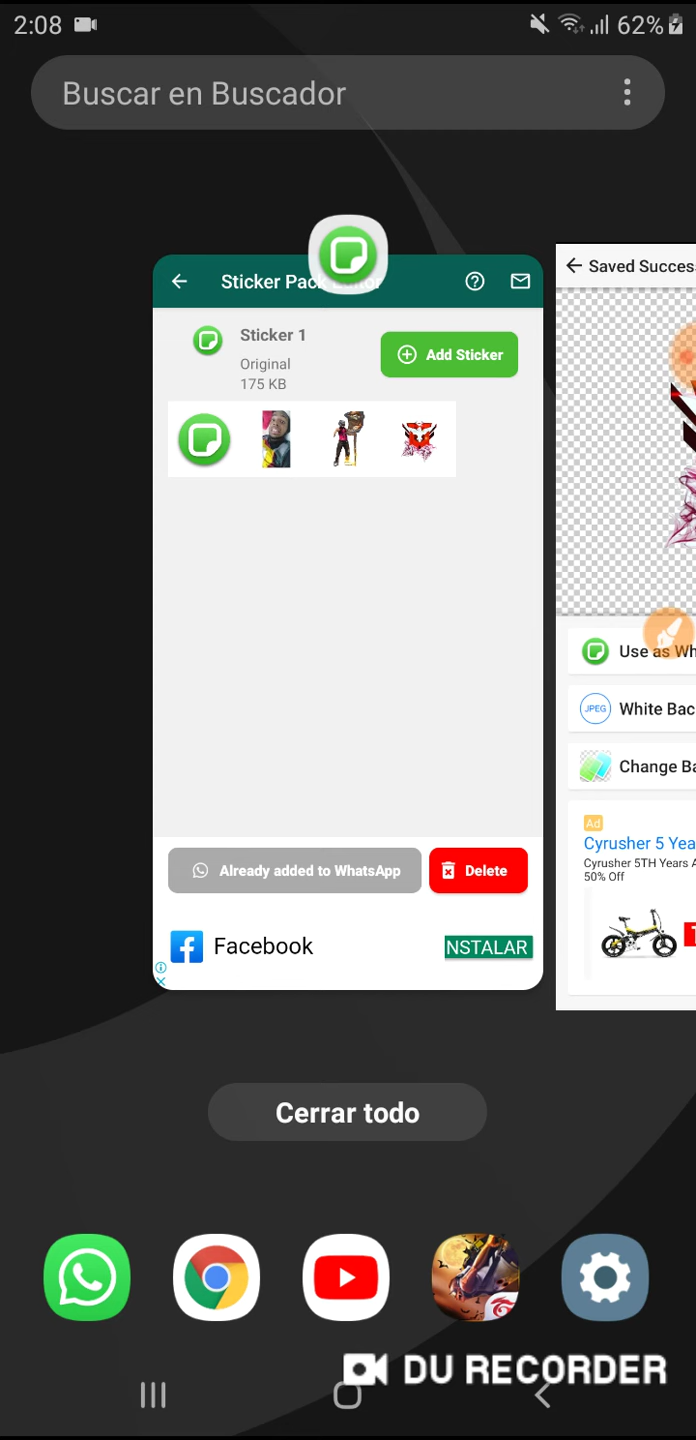 2:08
62%
Buscar en Buscador
Sticker Pack
Sticker 1
Original
175 KB
Add Sticker
Already added to WhatsApp
Delete
Facebook
NSTALAR
Saved Succes
Use as Wh
JPEG
White Bac
Change Ba
Ad
Cyrusher 5 Yea
Cyrusher 5TH Years A
50% Off
Cerrar todo
DU RECORDER